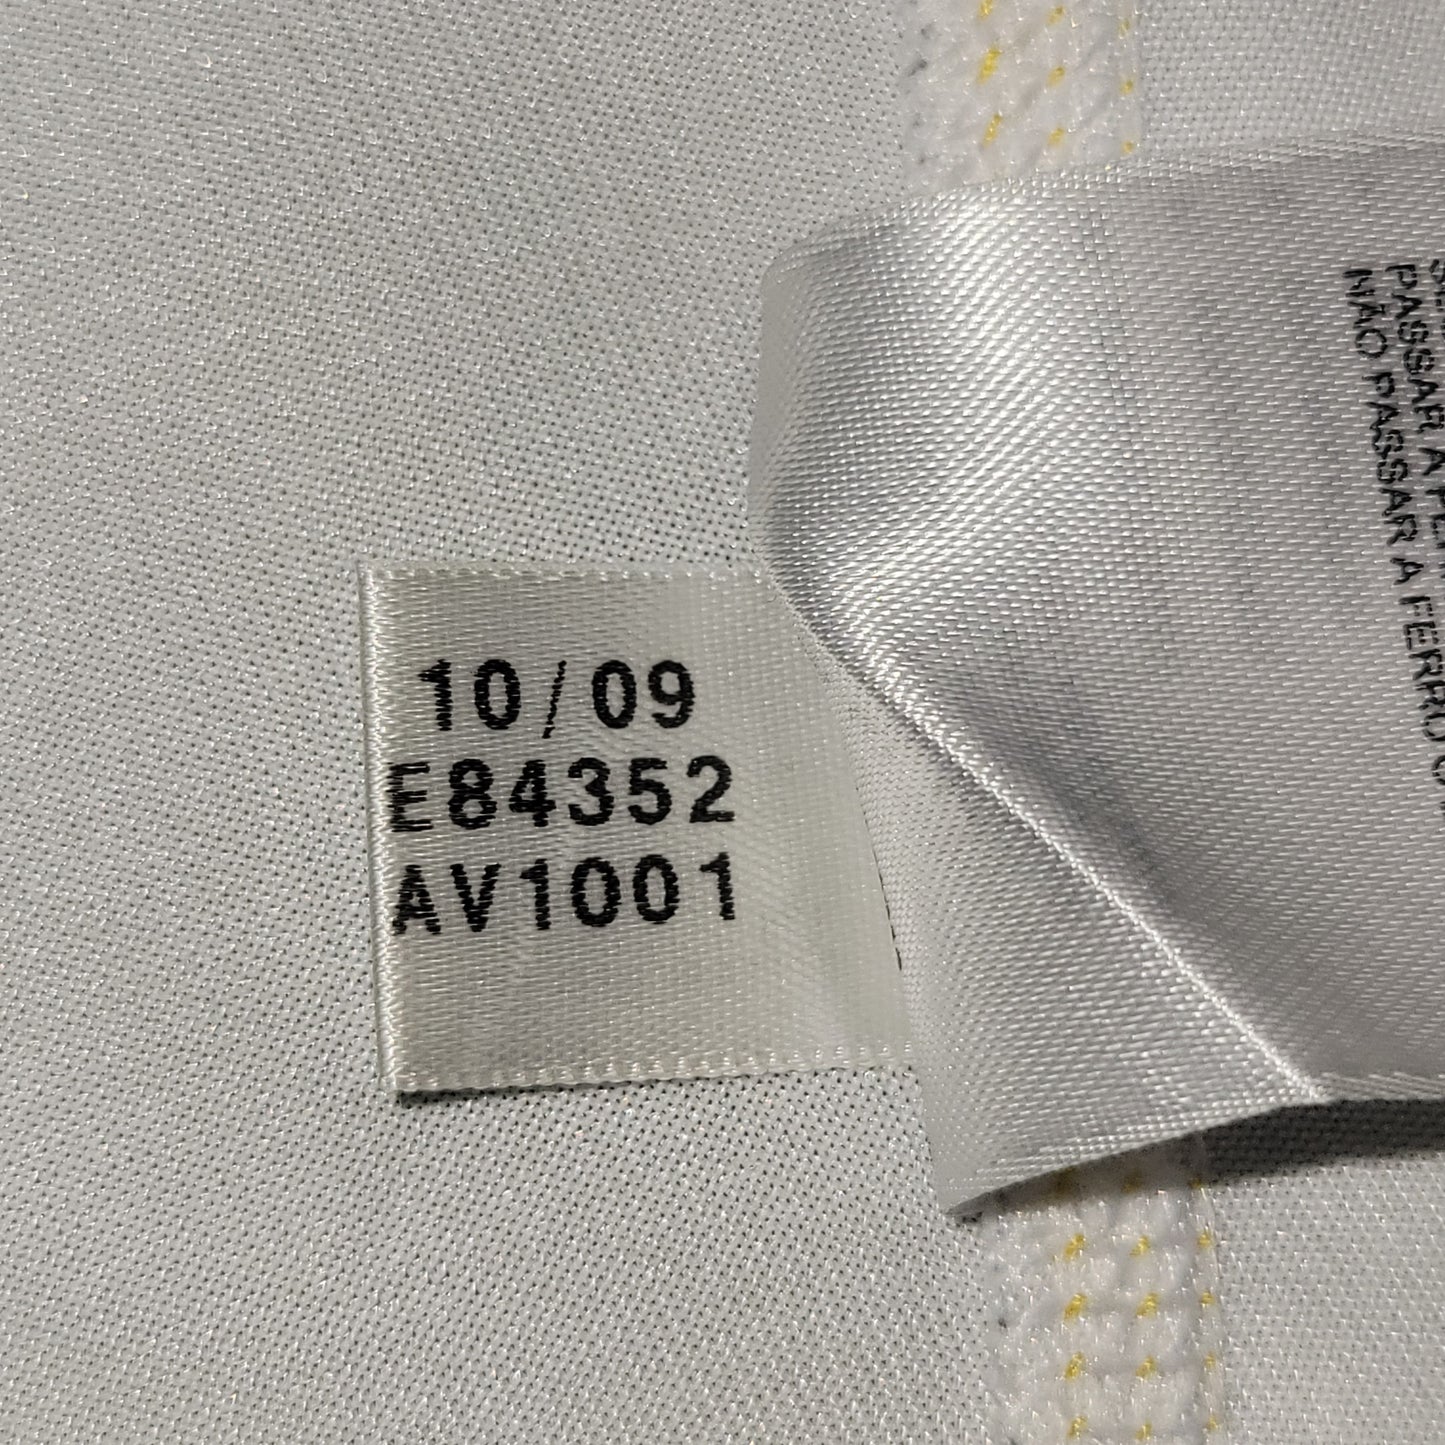 10/09
E84352
AV1001
PASSAR A
NÃO PASSAR A FERRO